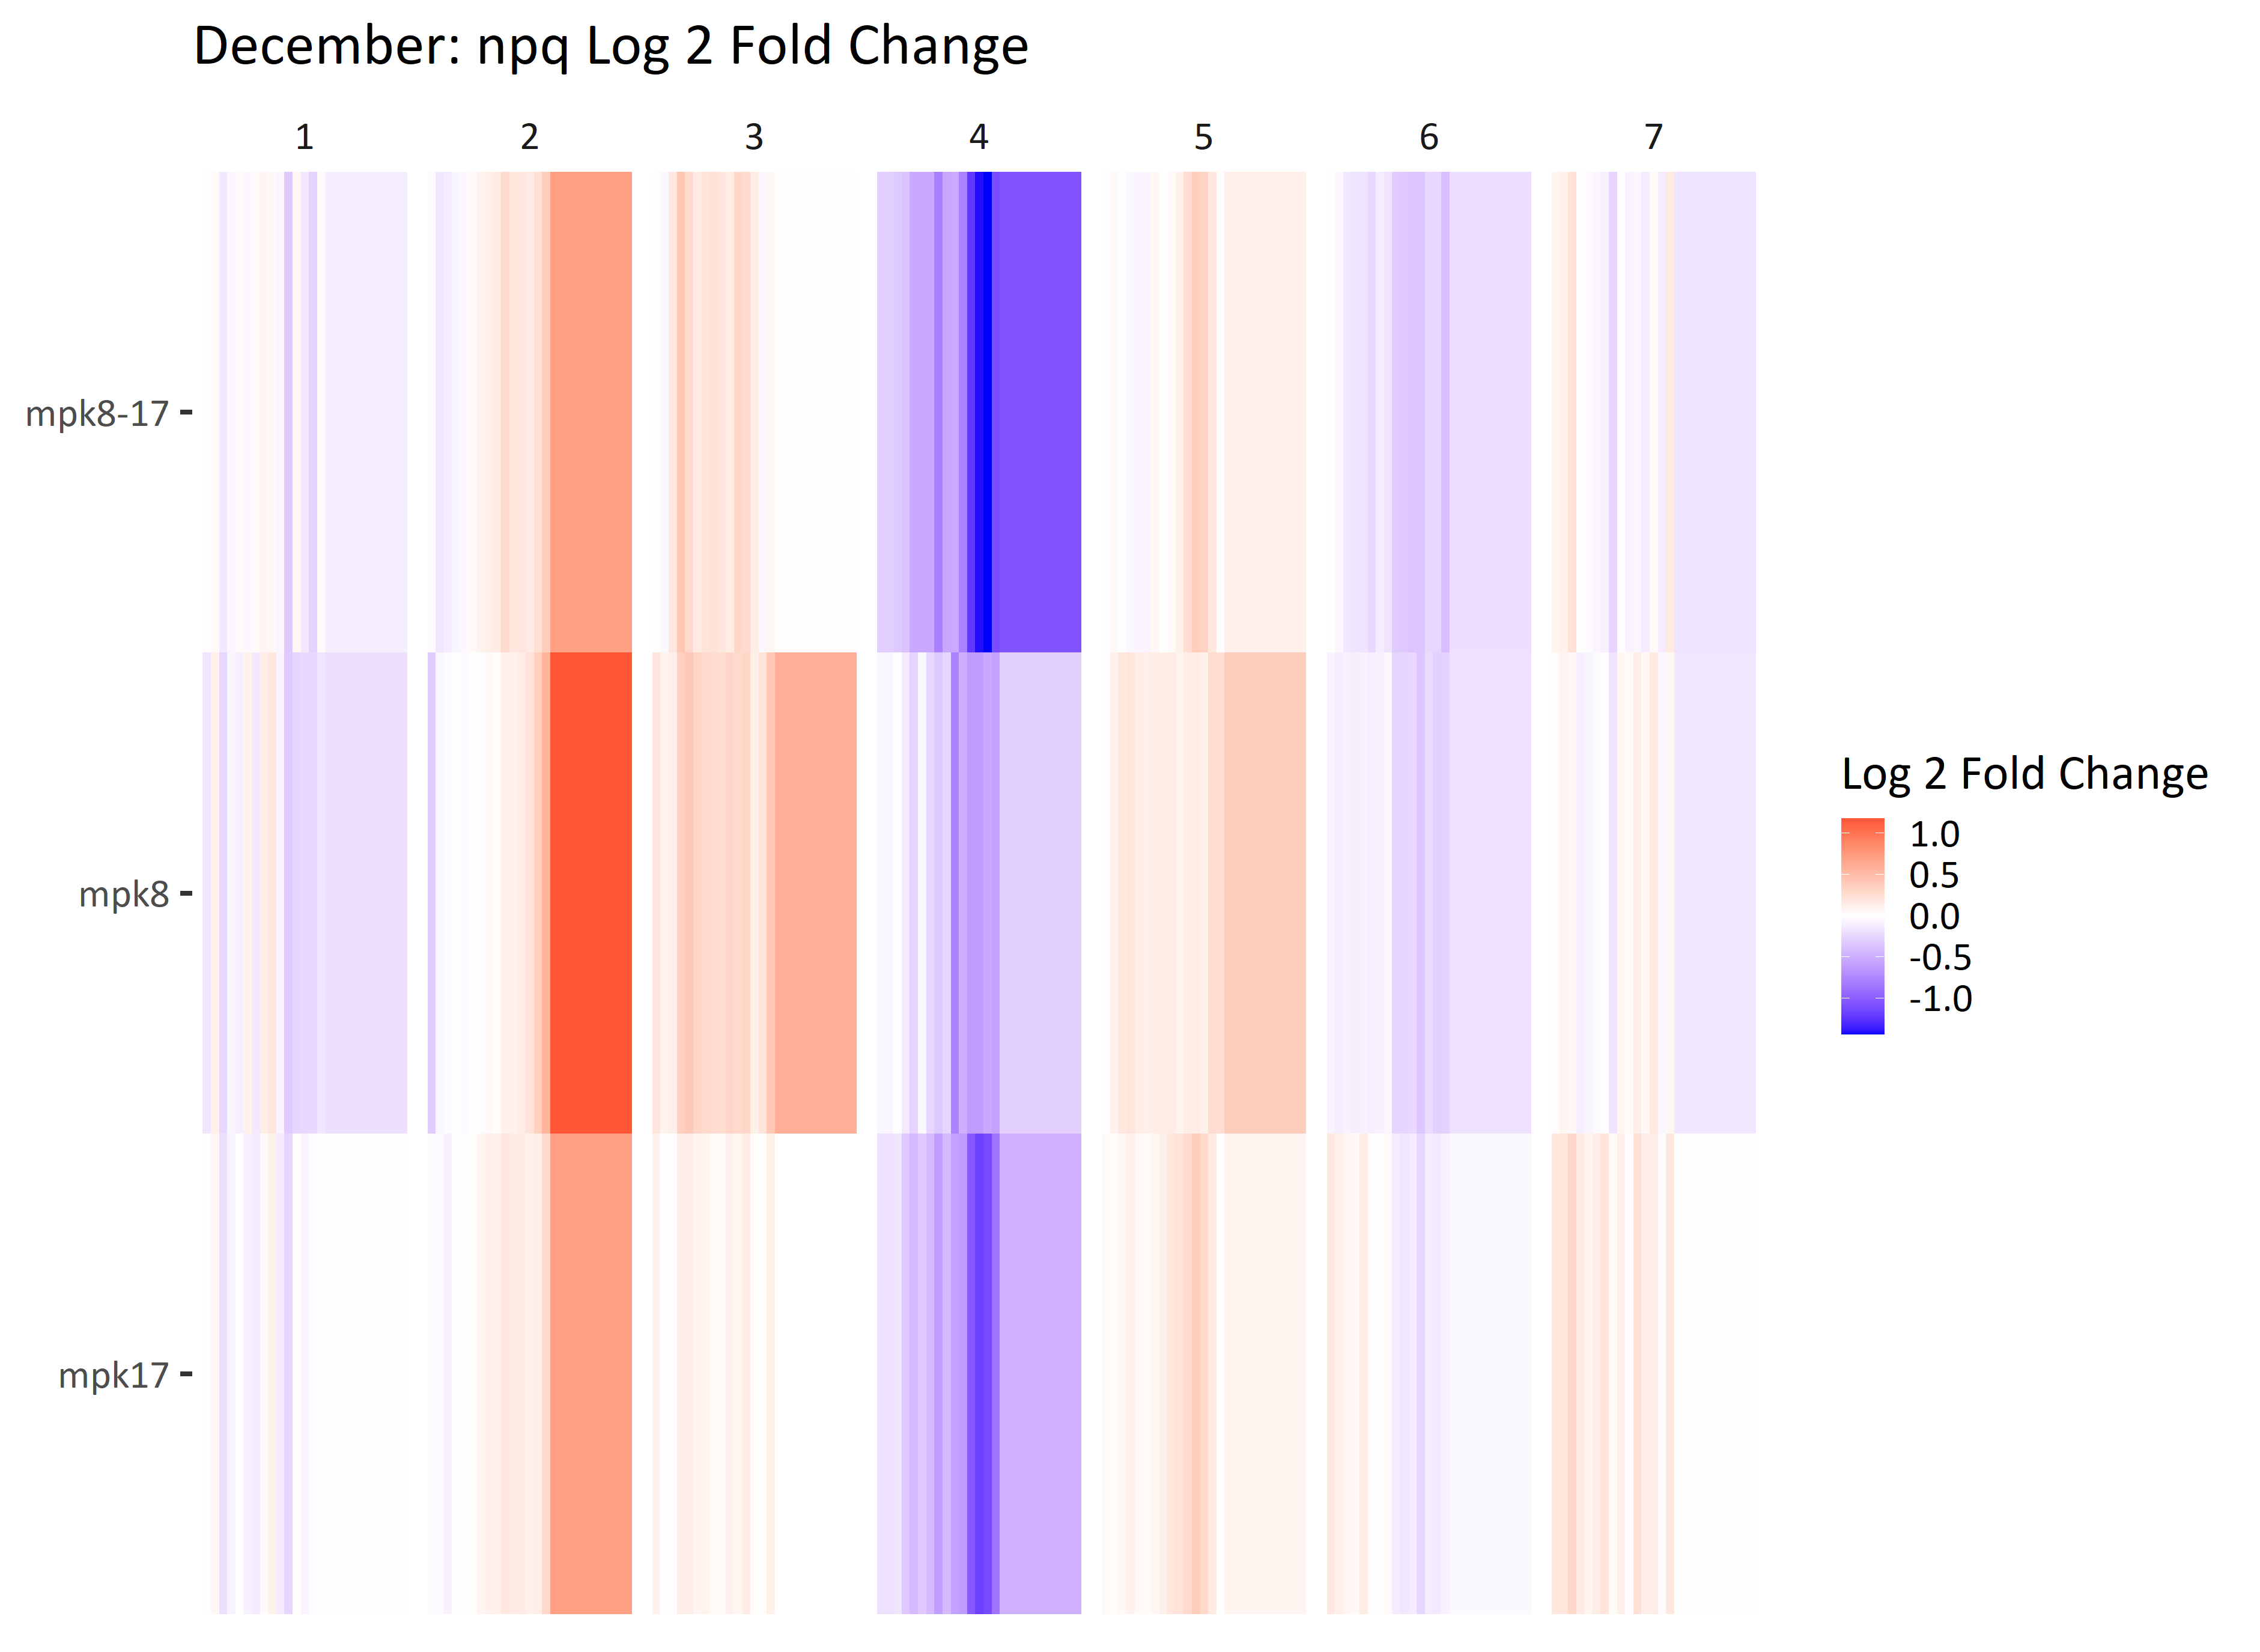 December: npq Log 2 Fold Change
1 2 3 4 5 6 7
mpk8-17
mpk8
mpk17
Log 2 Fold Change
1.0
0.5
0.0
-0.5
-1.0